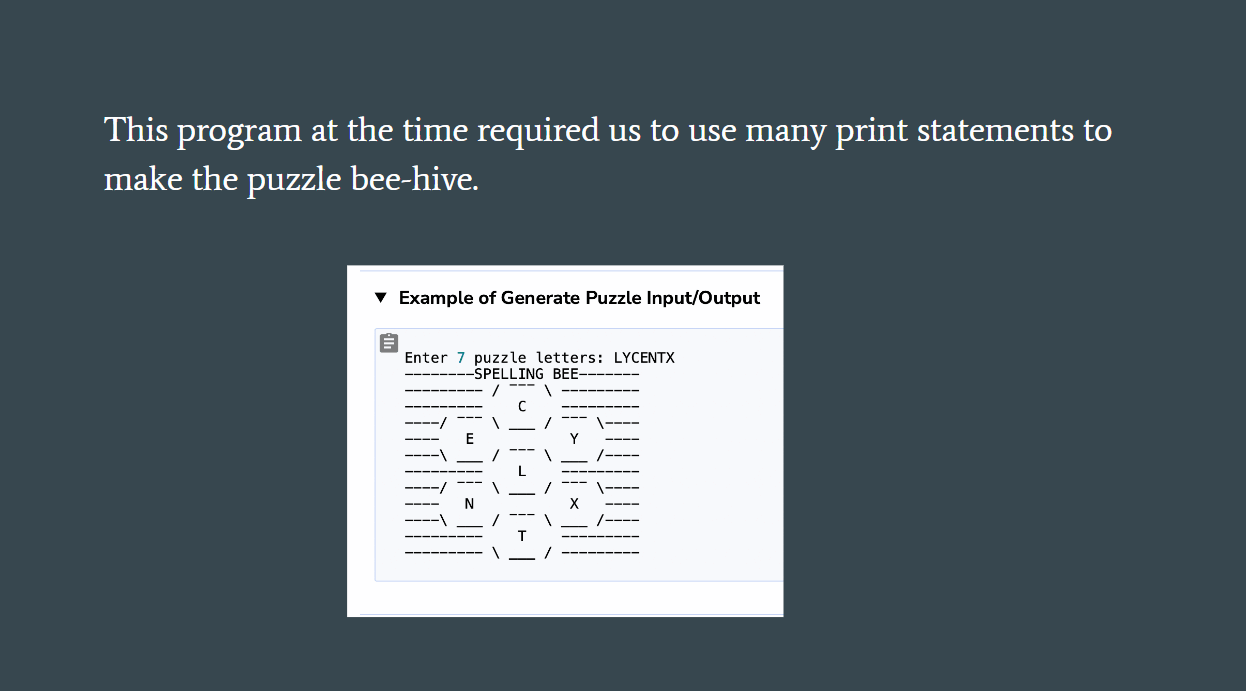 This program at the time required us to use many print statements to
make the puzzle bee-hive.
▼ Example of Generate Puzzle Input/Output
Enter 7 puzzle letters: LYCENTX
--------SPELLING BEE-------
--------- / ‾‾‾ \ ---------
---------    C    ---------
----/ ‾‾‾ \ ___ / ‾‾‾ \----
----   E           Y   ----
----\ ___ / ‾‾‾ \ ___ /----
---------    L    ---------
----/ ‾‾‾ \ ___ / ‾‾‾ \----
----   N           X   ----
----\ ___ / ‾‾‾ \ ___ /----
---------    T    ---------
--------- \ ___ / ---------